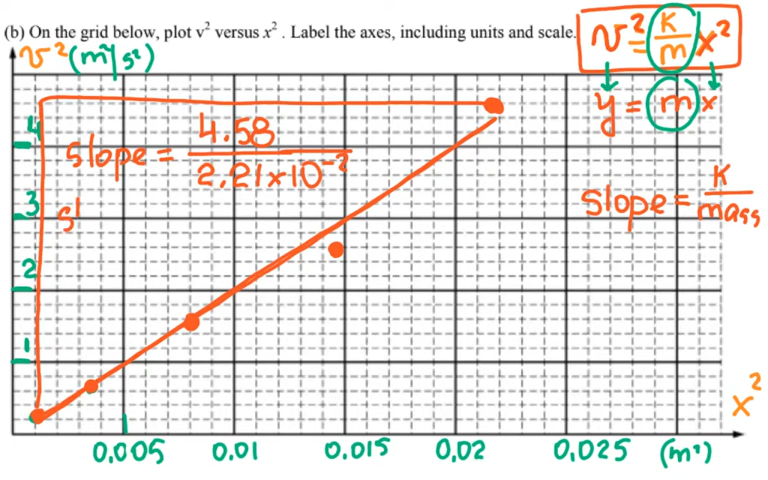 (b) On the grid below, plot v² versus x² . Label the axes, including units and scale.
v² = K/m x²
v² (m²/s²)
y = m x
4
slope = 4.58 / 2.21×10⁻²
slope = K / mass
3
sl
2
1
x²
0.005 0.01 0.015 0.02 0.025 (m²)